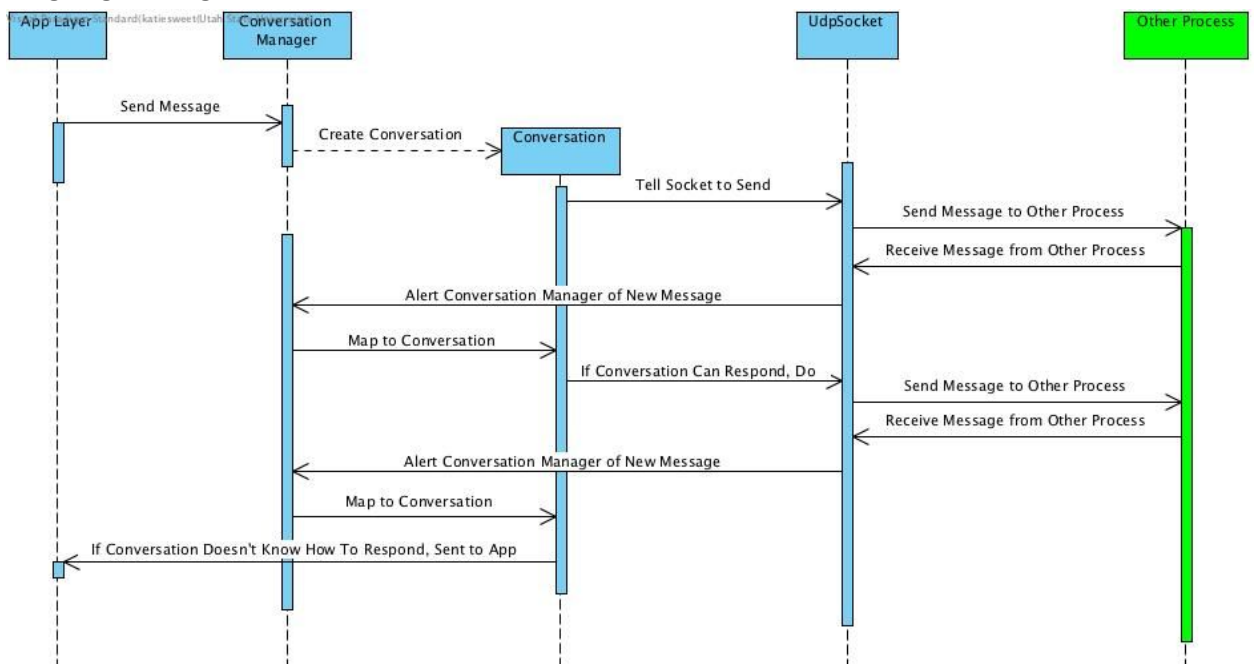 App Layer
Conversation
Manager
UdpSocket
Other Process
Send Message
Create Conversation
Conversation
Tell Socket to Send
Send Message to Other Process
Receive Message from Other Process
Alert Conversation Manager of New Message
Map to Conversation
If Conversation Can Respond, Do
Send Message to Other Process
Receive Message from Other Process
Alert Conversation Manager of New Message
Map to Conversation
If Conversation Doesn't Know How To Respond, Sent to App